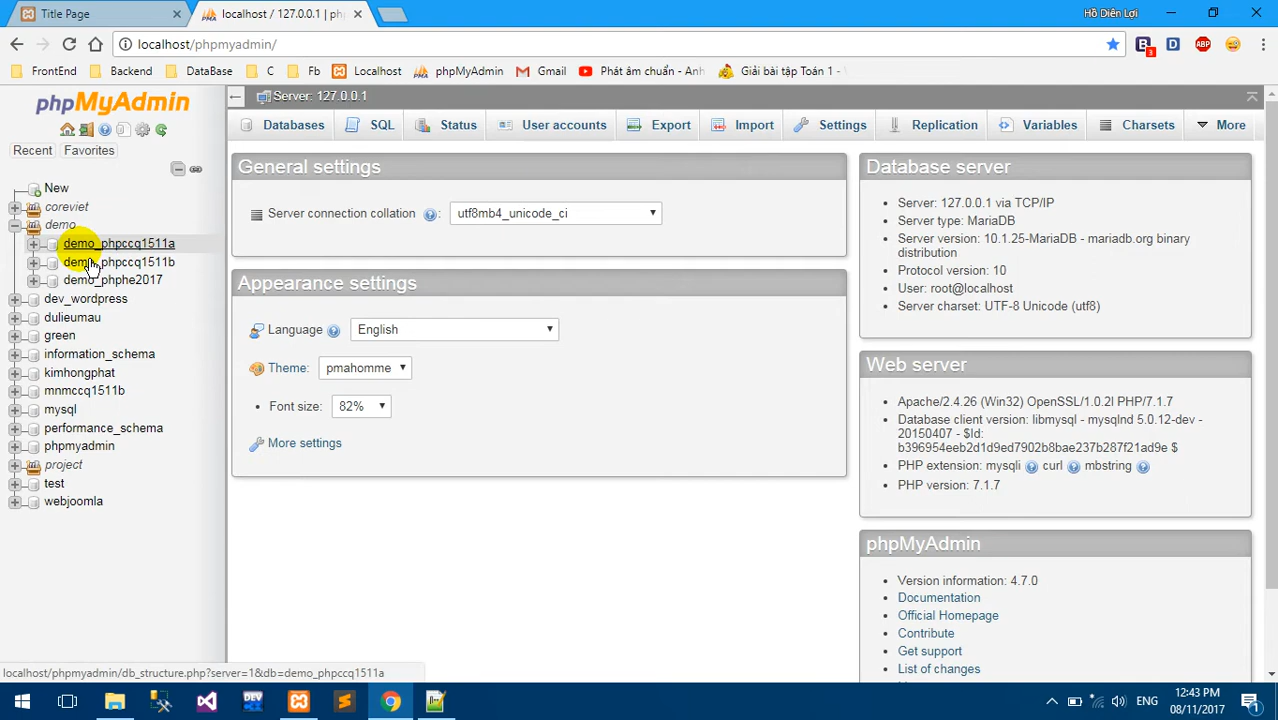 Title Page
localhost / 127.0.0.1 | ph
Hồ Diên Lợi
localhost/phpmyadmin/
3
ABP
FrontEnd
Backend
DataBase
C
Fb
Localhost
phpMyAdmin
Gmail
Phát âm chuẩn - Anh
Giải bài tập Toán 1 -
phpMyAdmin
Recent
Favorites
New
coreviet
demo
demo_phpccq1511a
demo_phpccq1511b
demo_phphe2017
dev_wordpress
dulieumau
green
information_schema
kimhongphat
mnmccq1511b
mysql
performance_schema
phpmyadmin
project
test
webjoomla
Server: 127.0.0.1
Databases
SQL
Status
User accounts
Export
Import
Settings
Replication
Variables
Charsets
More
General settings
Server connection collation
:
utf8mb4_unicode_ci
Appearance settings
Language
English
Theme:
pmahomme
Font size:
82%
More settings
Database server
Server: 127.0.0.1 via TCP/IP
Server type: MariaDB
Server version: 10.1.25-MariaDB - mariadb.org binary
distribution
Protocol version: 10
User: root@localhost
Server charset: UTF-8 Unicode (utf8)
Web server
Apache/2.4.26 (Win32) OpenSSL/1.0.2l PHP/7.1.7
Database client version: libmysql - mysqlnd 5.0.12-dev -
20150407 - $Id:
b396954eeb2d1d9ed7902b8bae237b287f21ad9e $
PHP extension: mysqli curl mbstring
PHP version: 7.1.7
phpMyAdmin
Version information: 4.7.0
Documentation
Official Homepage
Contribute
Get support
List of changes
localhost/phpmyadmin/db_structure.php?server=1&db=demo_phpccq1511a
DEV
ENG
12:43 PM
08/11/2017
1